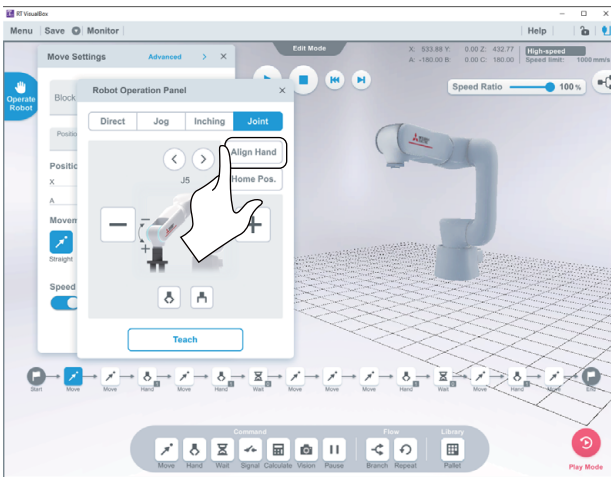 RT VisualBox
Menu Save Monitor Help
Edit Mode
X: 533.88 Y: 0.00 Z: 432.77 High-speed
A: -180.00 B: 0.00 C: 180.00 Speed limit: 1000 mm/s
Move Settings Advanced > ×
Operate
Robot
Block
Robot Operation Panel ×
Speed Ratio 100 %
Direct Jog Inching Joint
Align Hand
J5
Home Pos.
X
A
Straight
Speed
Teach
Start Move Move Hand Move Hand Wait Move Move Move Hand Wait Move Hand Move End
Command Flow Library
Move Hand Wait Signal Calculate Vision Pause Branch Repeat Pallet
Play Mode